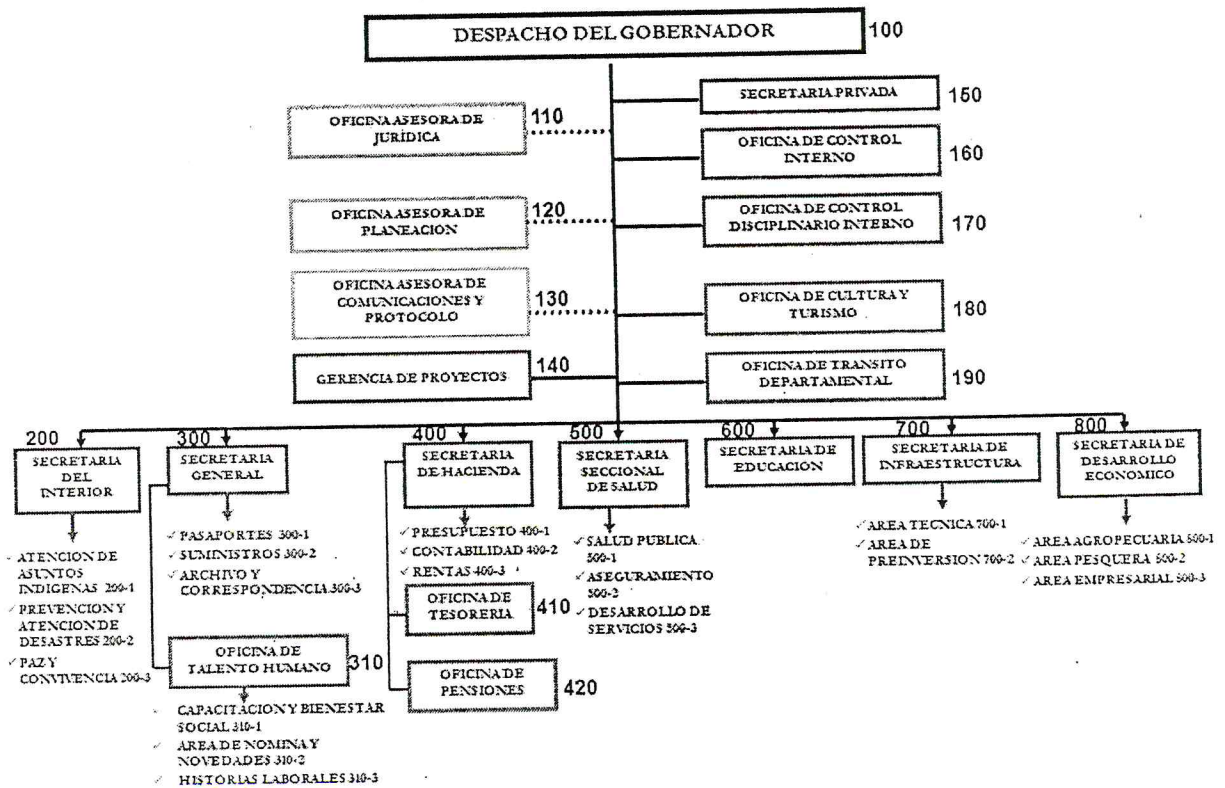 DESPACHO DEL GOBERNADOR 100
SECRETARIA PRIVADA 150
110
OFICINA ASESORA DE
JURÍDICA
OFICINA DE CONTROL
INTERNO 160
120
OFICINA ASESORA DE
PLANEACION
OFICINA DE CONTROL
DISCIPLINARIO INTERNO 170
OFICINA ASESORA DE
COMUNICACIONES Y
PROTOCOLO
130
OFICINA DE CULTURA Y
TURISMO 180
140
GERENCIA DE PROYECTOS
OFICINA DE TRANSITO
DEPARTAMENTAL 190
200
SECRETARIA
DEL
INTERIOR
ATENCION DE
ASUNTOS
INDIGENAS 200-1
PREVENCION Y
ATENCION DE
DESASTRES 200-2
PAZ Y
CONVIVENCIA 200-3
300
SECRETARIA
GENERAL
PASAPORTES 300-1
SUMINISTROS 300-2
ARCHIVO Y
CORRESPONDENCIA 300-3
OFICINA DE
TALENTO HUMANO 310
CAPACITACION Y BIENESTAR
SOCIAL 310-1
AREA DE NOMINA Y
NOVEDADES 310-2
HISTORIAS LABORALES 310-3
400
SECRETARIA
DE HACIENDA
PRESUPUESTO 400-1
CONTABILIDAD 400-2
RENTAS 400-3
OFICINA DE
TESORERIA 410
OFICINA DE
PENSIONES 420
500
SECRETARIA
SECCIONAL
DE SALUD
SALUD PUBLICA
500-1
ASEGURAMIENTO
500-2
DESARROLLO DE
SERVICIOS 500-3
600
SECRETARIA DE
EDUCACION
700
SECRETARIA DE
INFRAESTRUCTURA
AREA TECNICA 700-1
AREA DE
PREINVERSION 700-2
800
SECRETARIA DE
DESARROLLO
ECONOMICO
AREA AGROPECUARIA 800-1
AREA PESQUERA 800-2
AREA EMPRESARIAL 800-3